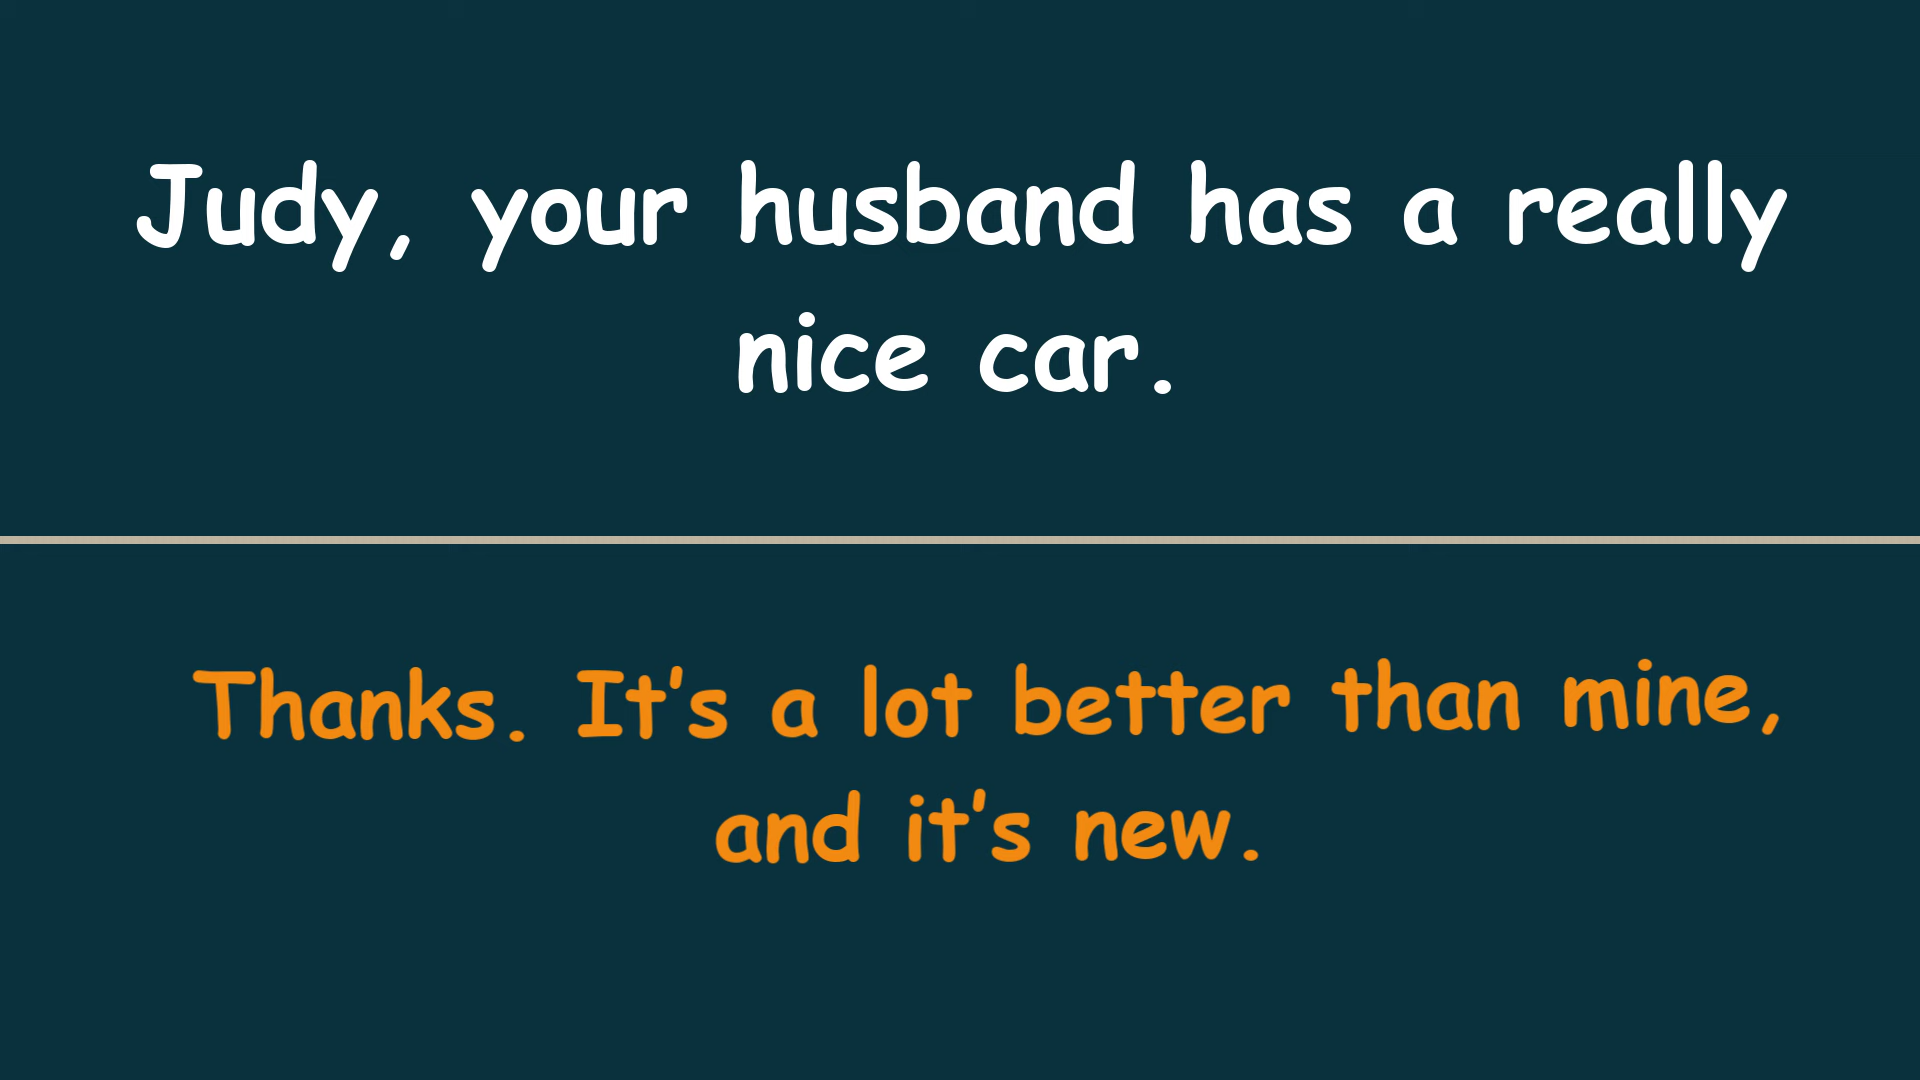 Judy, your husband has a really
nice car.
Thanks. It's a lot better than mine,
and it's new.